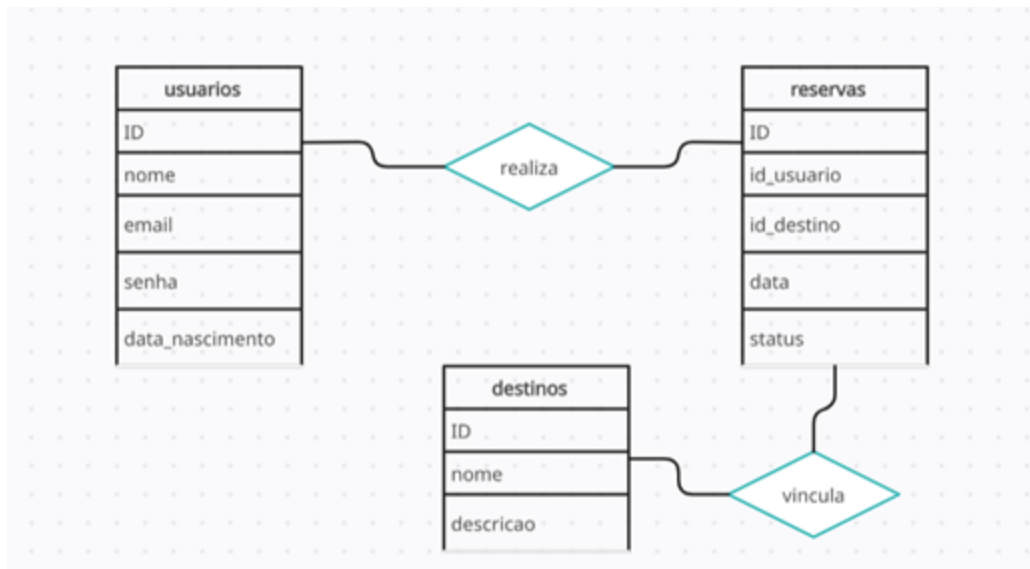 usuarios
ID
nome
email
senha
data_nascimento
realiza
reservas
ID
id_usuario
id_destino
data
status
destinos
ID
nome
descricao
vincula